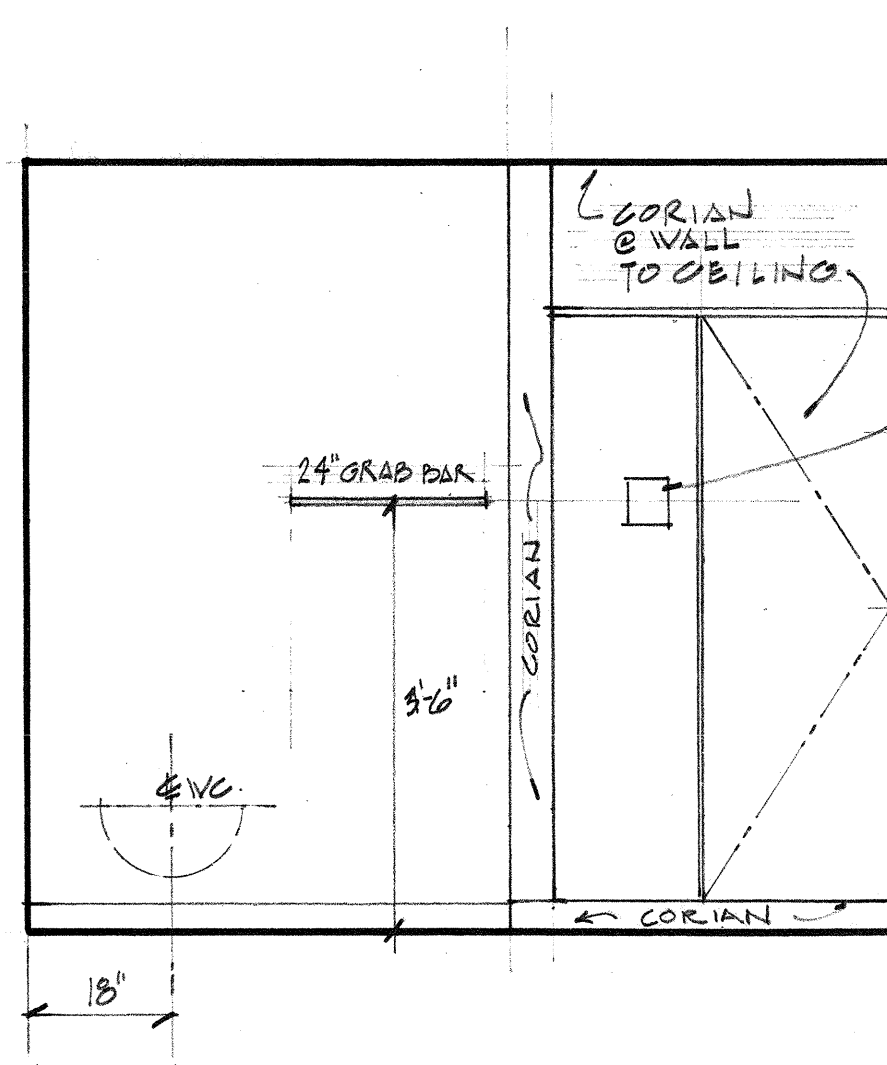 CORIAN
@ WALL
TO CEILING
24" GRAB BAR
CORIAN
3'-6"
℄ WC.
CORIAN
18"